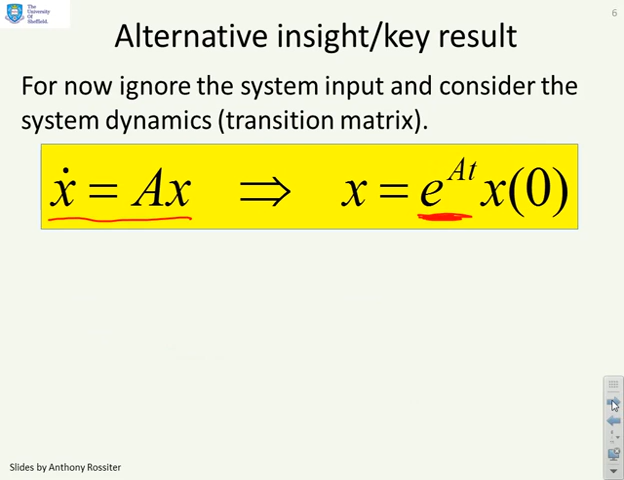 The
University
Of
Sheffield.
6
Alternative insight/key result
For now ignore the system input and consider the
system dynamics (transition matrix).
ẋ = Ax ⇒ x = e^{At} x(0)
Slides by Anthony Rossiter